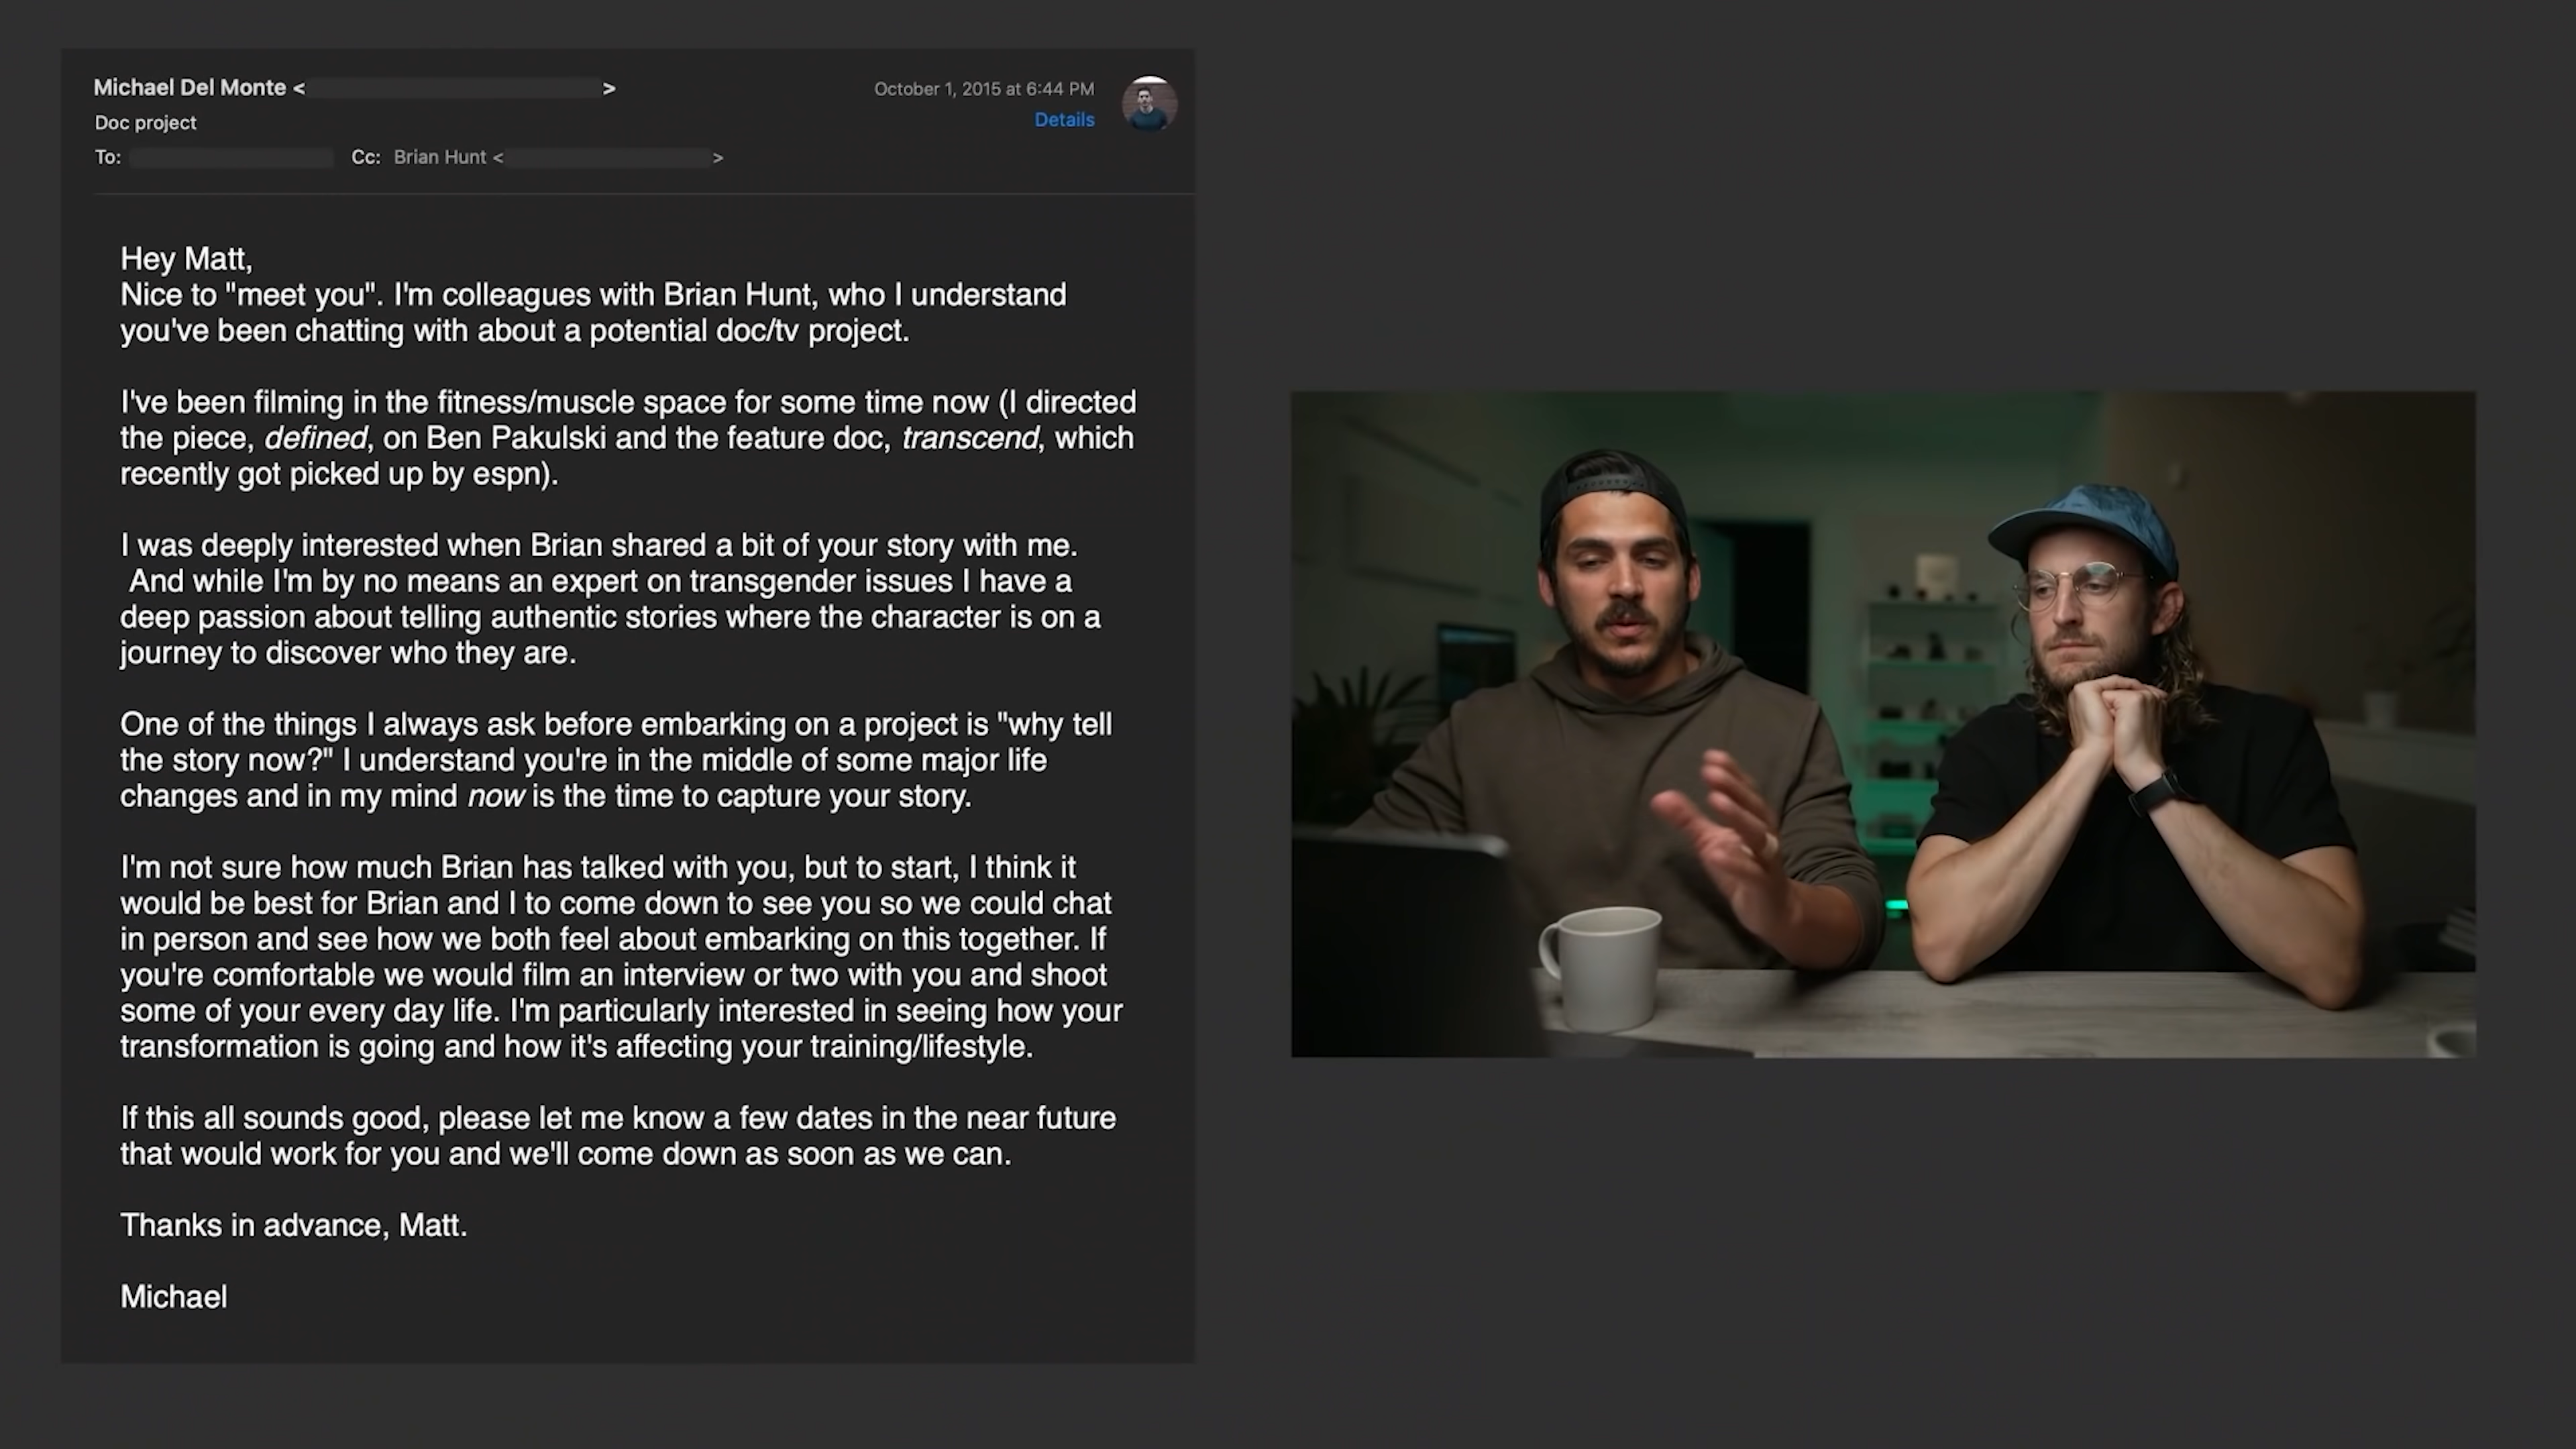 Michael Del Monte < >
October 1, 2015 at 6:44 PM
Doc project
Details
To: Cc: Brian Hunt < >
Hey Matt,
Nice to "meet you". I'm colleagues with Brian Hunt, who I understand
you've been chatting with about a potential doc/tv project.
I've been filming in the fitness/muscle space for some time now (I directed
the piece, defined, on Ben Pakulski and the feature doc, transcend, which
recently got picked up by espn).
I was deeply interested when Brian shared a bit of your story with me.
And while I'm by no means an expert on transgender issues I have a
deep passion about telling authentic stories where the character is on a
journey to discover who they are.
One of the things I always ask before embarking on a project is "why tell
the story now?" I understand you're in the middle of some major life
changes and in my mind now is the time to capture your story.
I'm not sure how much Brian has talked with you, but to start, I think it
would be best for Brian and I to come down to see you so we could chat
in person and see how we both feel about embarking on this together. If
you're comfortable we would film an interview or two with you and shoot
some of your every day life. I'm particularly interested in seeing how your
transformation is going and how it's affecting your training/lifestyle.
If this all sounds good, please let me know a few dates in the near future
that would work for you and we'll come down as soon as we can.
Thanks in advance, Matt.
Michael